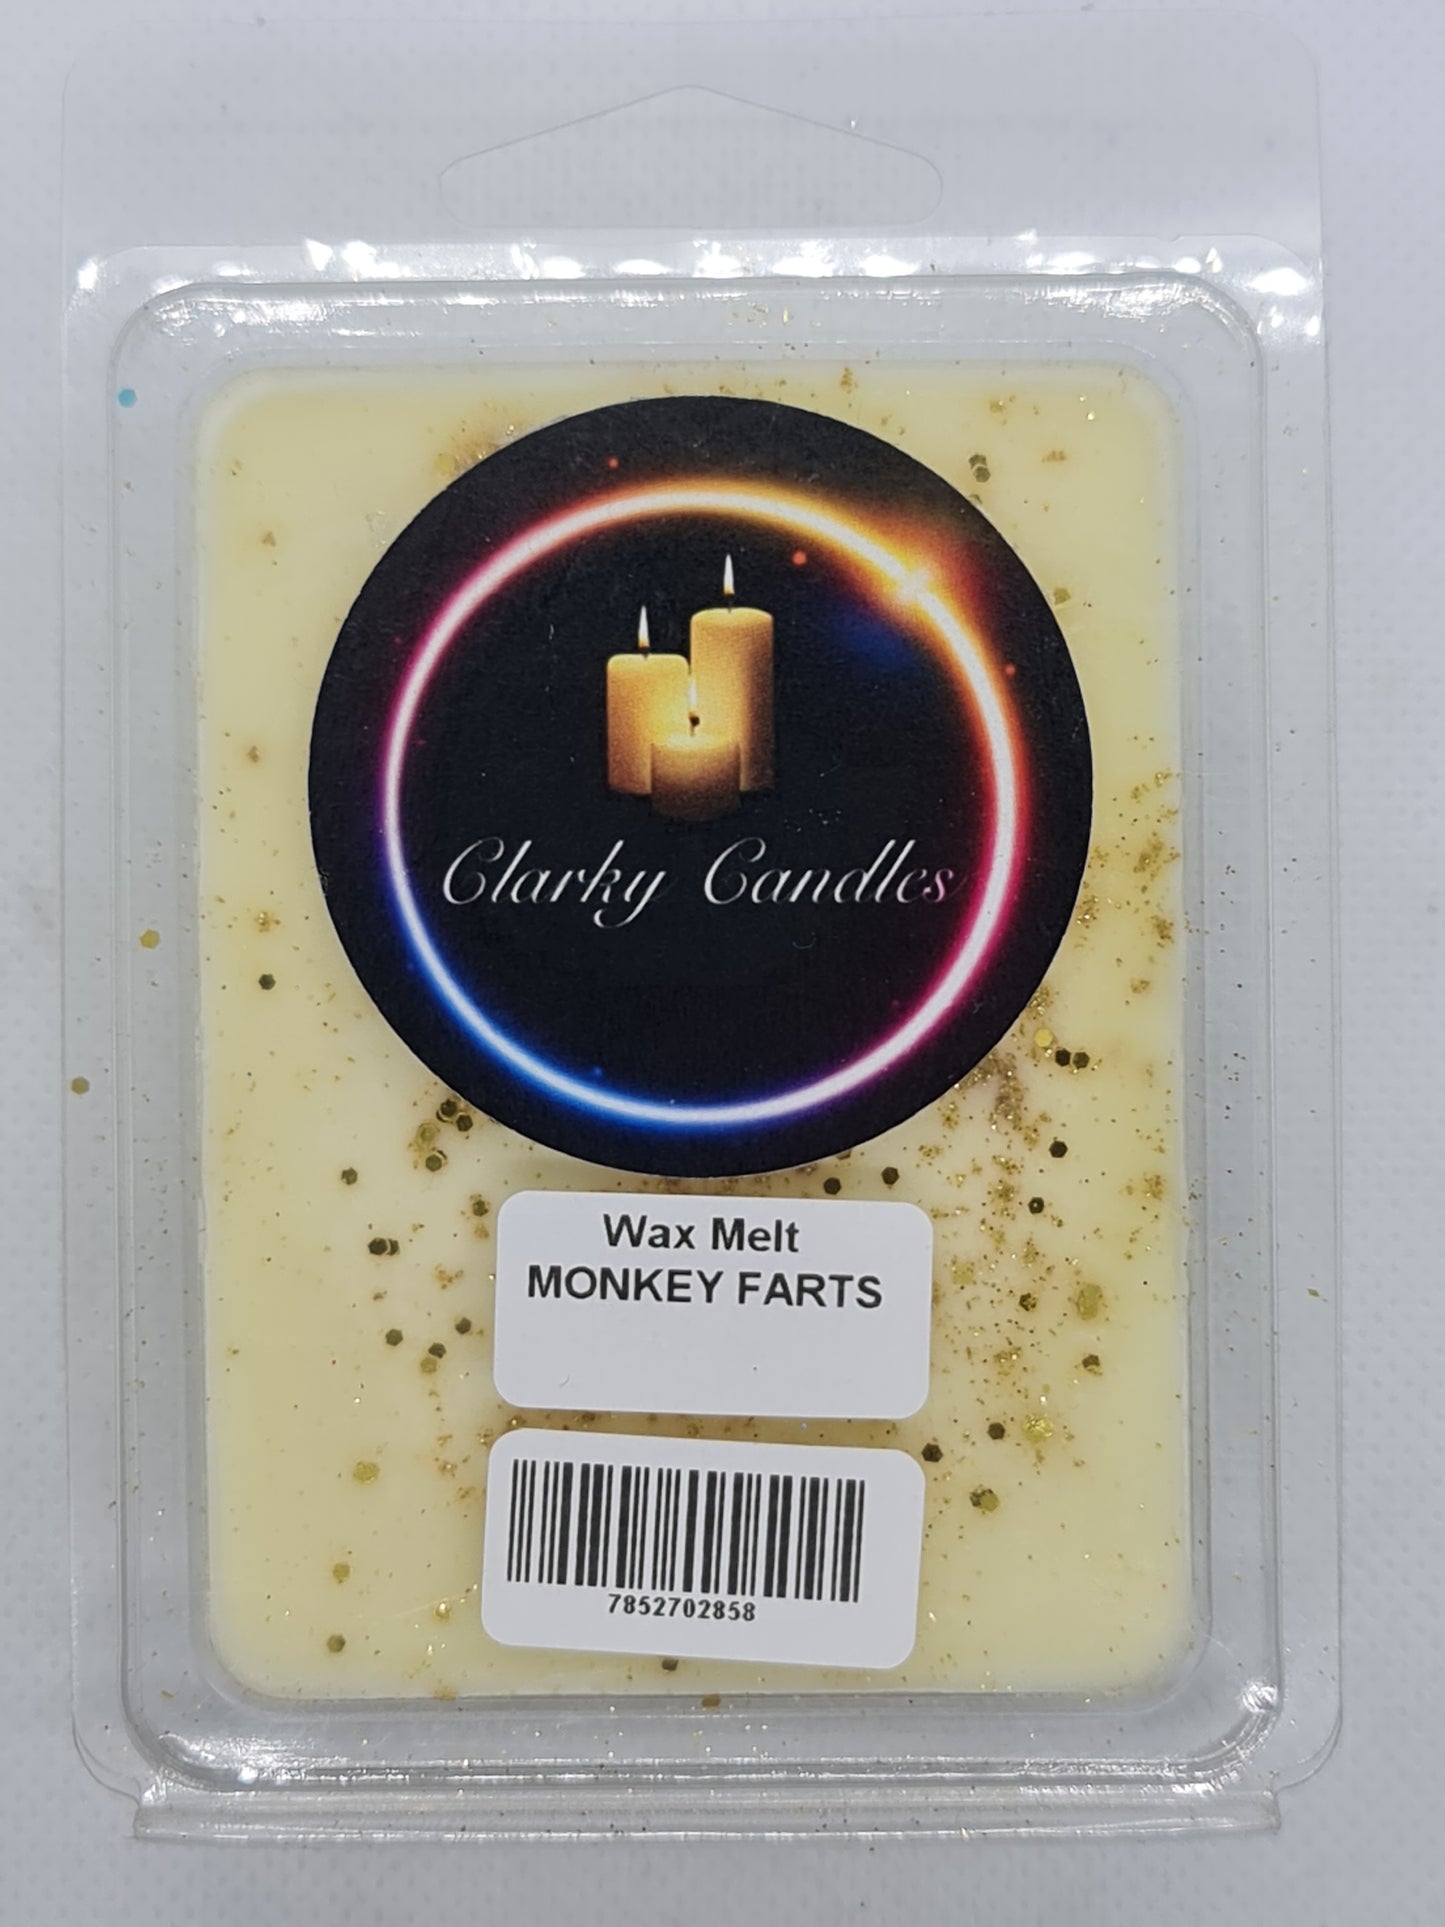 Clarky Candles
Wax Melt
MONKEY FARTS
7852702858